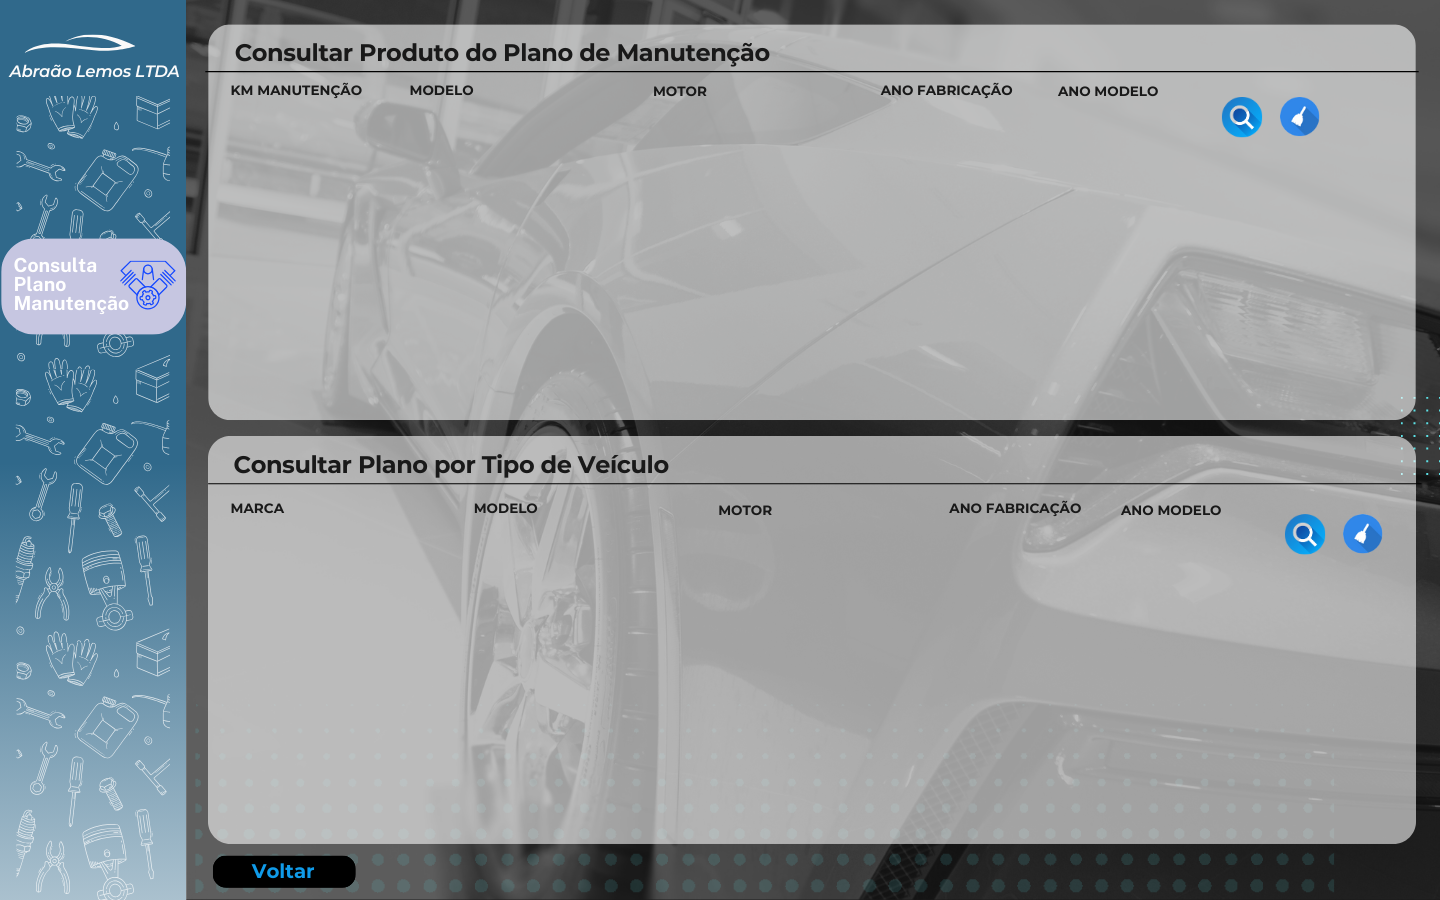 Abraão Lemos LTDA
Consulta
Plano
Manutenção
Consultar Produto do Plano de Manutenção
KM MANUTENÇÃO MODELO MOTOR ANO FABRICAÇÃO ANO MODELO
Consultar Plano por Tipo de Veículo
MARCA MODELO MOTOR ANO FABRICAÇÃO ANO MODELO
Voltar